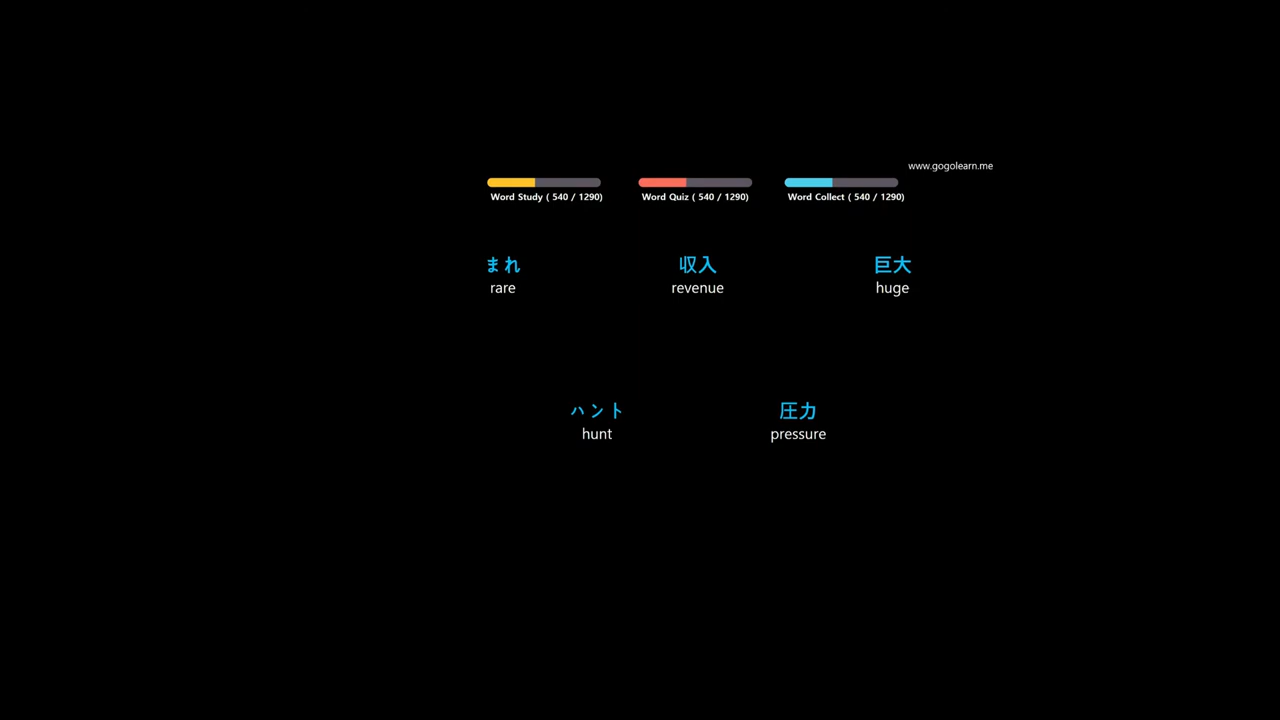 www.gogolearn.me
Word Study ( 540 / 1290)
Word Quiz ( 540 / 1290)
Word Collect ( 540 / 1290)
まれ
rare
収入
revenue
巨大
huge
ハント
hunt
圧力
pressure